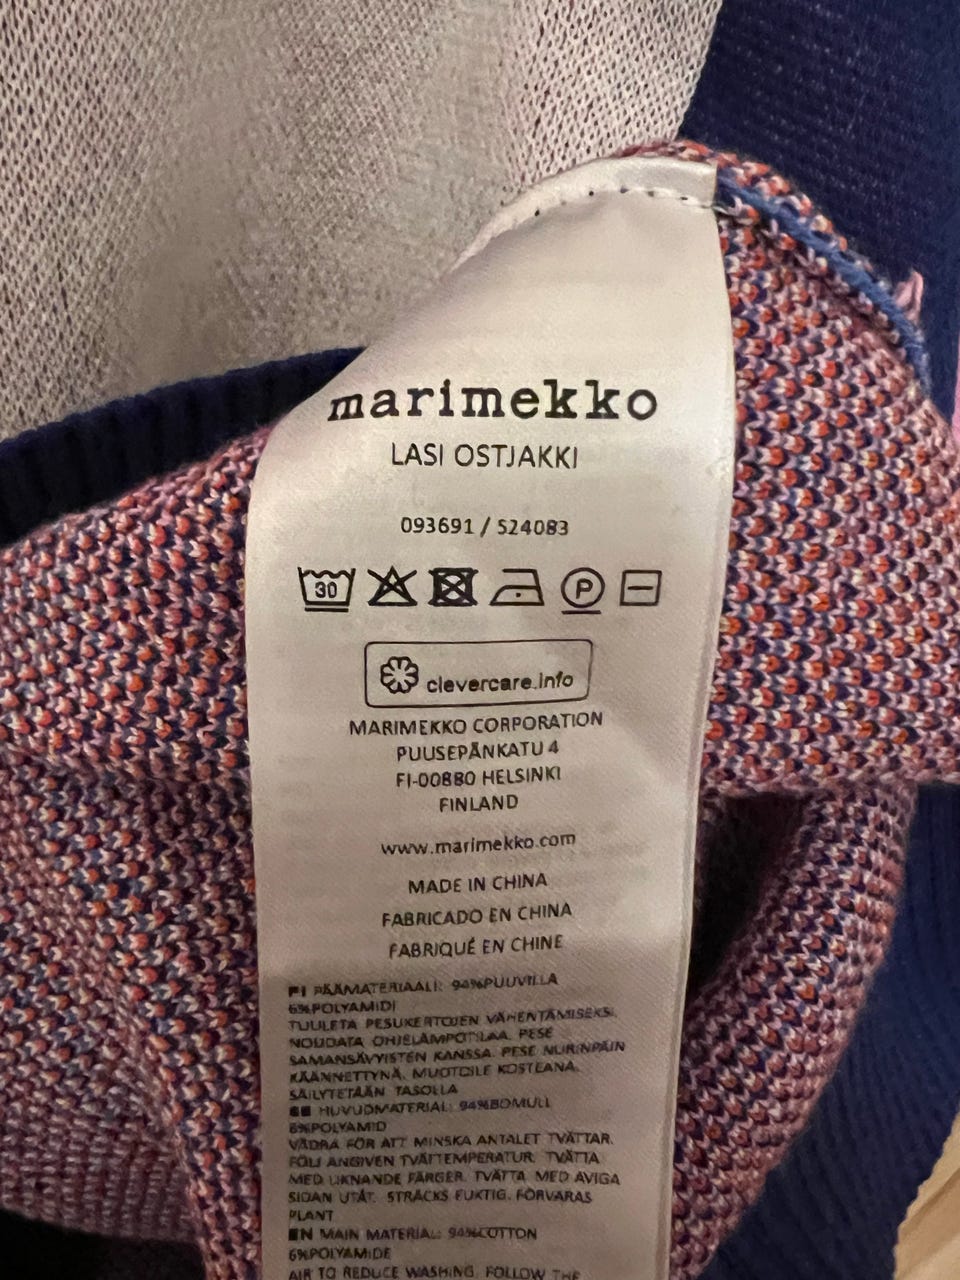 marimekko
LASI OSTJAKKI
093691 / 524083
30
P
clevercare.info
MARIMEKKO CORPORATION
PUUSEPÄNKATU 4
FI-00880 HELSINKI
FINLAND
www.marimekko.com
MADE IN CHINA
FABRICADO EN CHINA
FABRIQUÉ EN CHINE
FI PÄÄMATERIAALI: 94%PUUVILLA
6%POLYAMIDI
TUULETA PESUKERTOJEN VÄHENTÄMISEKSI.
NOUDATA OHJELÄMPÖTILAA. PESE
SAMANSÄVYISTEN KANSSA. PESE NURINPÄIN
KÄÄNNETTYNÄ. MUOTOILE KOSTEANA.
SÄILYTETÄÄN TASOLLA
SE HUVUDMATERIAL: 94%BOMULL
6%POLYAMID
VÄDRA FÖR ATT MINSKA ANTALET TVÄTTAR.
FÖLJ ANGIVEN TVÄTTEMPERATUR. TVÄTTA
MED LIKNANDE FÄRGER. TVÄTTA MED AVIGA
SIDAN UTÅT. STRÄCKS FUKTIG. FÖRVARAS
PLANT
EN MAIN MATERIAL: 94%COTTON
6%POLYAMIDE
AIR TO REDUCE WASHING. FOLLOW THE